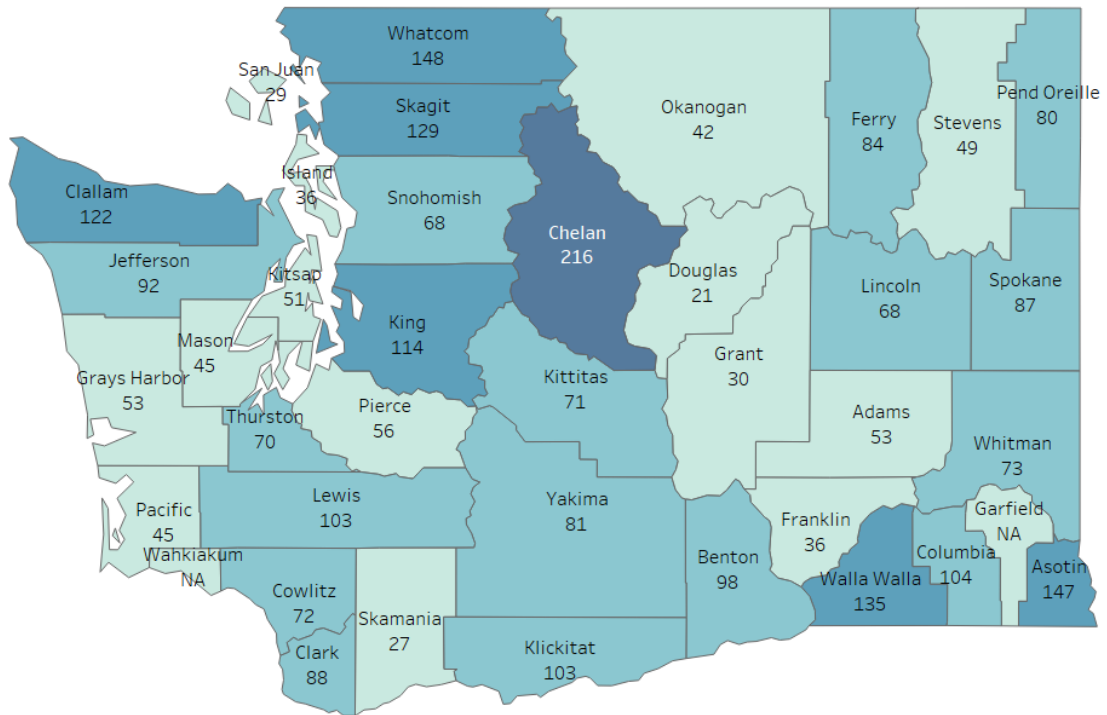 Whatcom
148
San Juan
29
Skagit
129
Okanogan
42
Ferry
84
Stevens
49
Pend Oreille
80
Clallam
122
Island
36
Snohomish
68
Chelan
216
Jefferson
92
Kitsap
51
Douglas
21
Lincoln
68
Spokane
87
King
114
Mason
45
Grant
30
Grays Harbor
53
Kittitas
71
Pierce
56
Thurston
70
Adams
53
Whitman
73
Lewis
103
Yakima
81
Pacific
45
Franklin
36
Garfield
NA
Wahkiakum
NA
Benton
98
Columbia
104
Asotin
147
Walla Walla
135
Cowlitz
72
Skamania
27
Clark
88
Klickitat
103